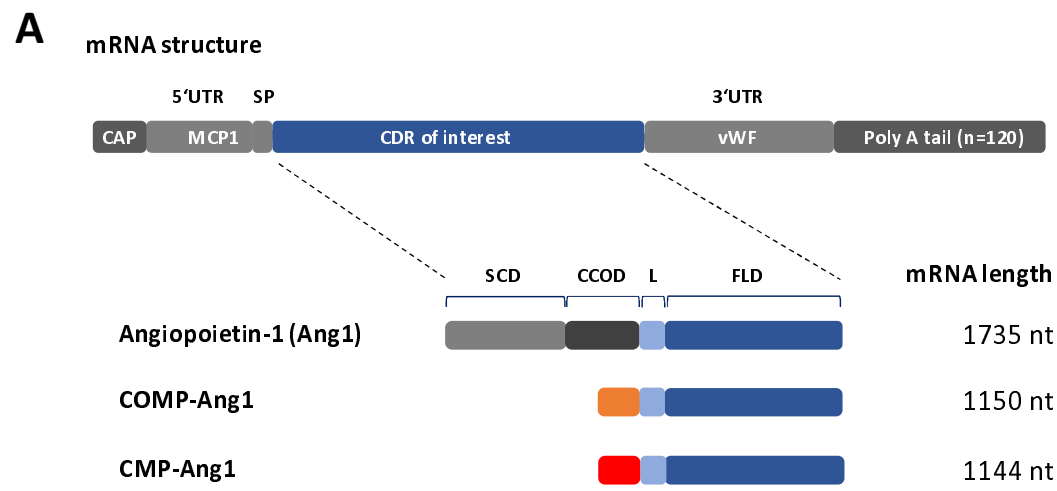 A
mRNA structure
5‘UTR SP 3‘UTR
CAP MCP1 CDR of interest vWF Poly A tail (n=120)
SCD CCOD L FLD mRNA length
Angiopoietin-1 (Ang1) 1735 nt
COMP-Ang1 1150 nt
CMP-Ang1 1144 nt